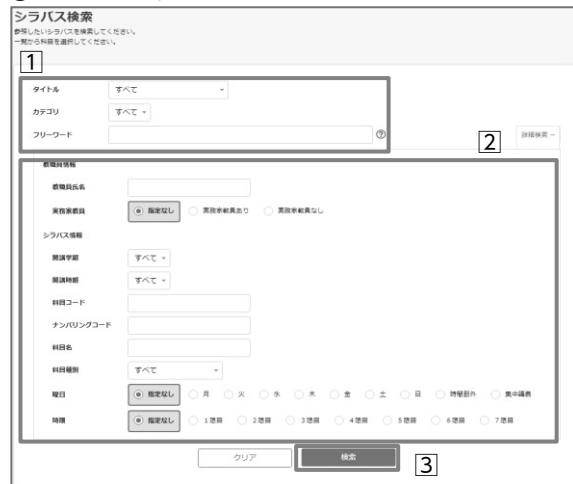 シラバス検索
参照したいシラバスを検索してください。
一覧から科目を選択してください。
1
タイトル すべて
カテゴリ すべて
フリーワード ?
2 詳細検索 −
教職員情報
教職員氏名
実務家教員 指定なし 実務家教員あり 実務家教員なし
シラバス情報
開講学期 すべて
開講時期 すべて
科目コード
ナンバリングコード
科目名
科目種別 すべて
曜日 指定なし 月 火 水 木 金 土 日 時間割外 集中講義
時限 指定なし 1限目 2限目 3限目 4限目 5限目 6限目 7限目
クリア 検索 3